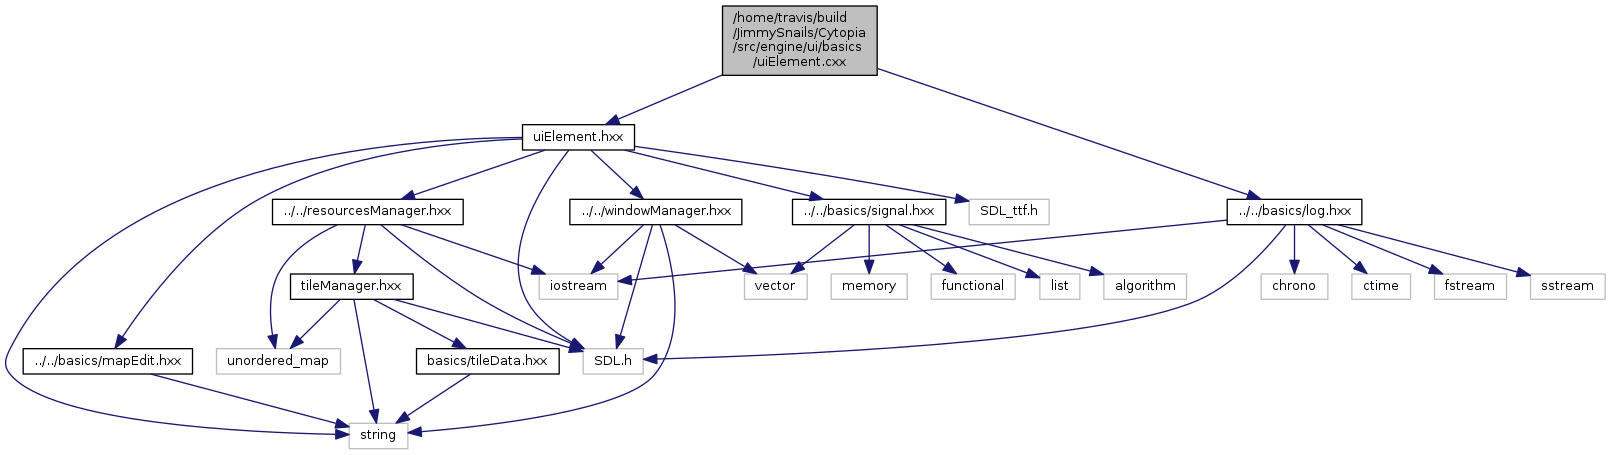 /home/travis/build
/JimmySnails/Cytopia
/src/engine/ui/basics
/uiElement.cxx
uiElement.hxx
../../resourcesManager.hxx
../../windowManager.hxx
../../basics/signal.hxx
SDL_ttf.h
../../basics/log.hxx
tileManager.hxx
iostream
vector
memory
functional
list
algorithm
chrono
ctime
fstream
sstream
../../basics/mapEdit.hxx
unordered_map
basics/tileData.hxx
SDL.h
string